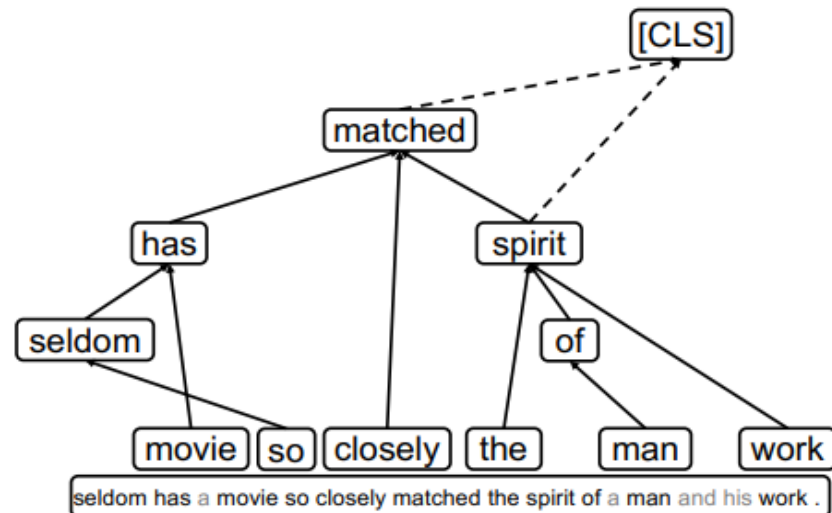 [CLS]
matched
has spirit
seldom of
movie so closely the man work
seldom has a movie so closely matched the spirit of a man and his work .